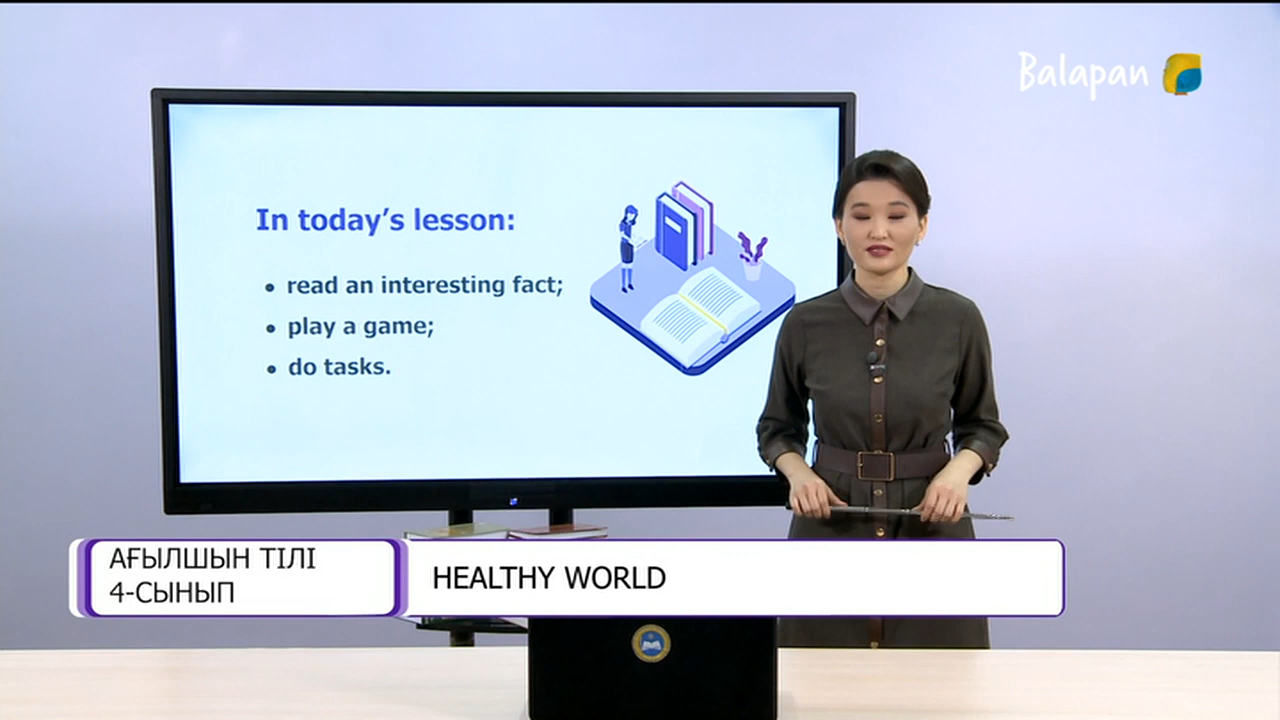 Balapan
In today's lesson:
• read an interesting fact;
• play a game;
• do tasks.
АҒЫЛШЫН ТІЛІ
4-СЫНЫП
HEALTHY WORLD